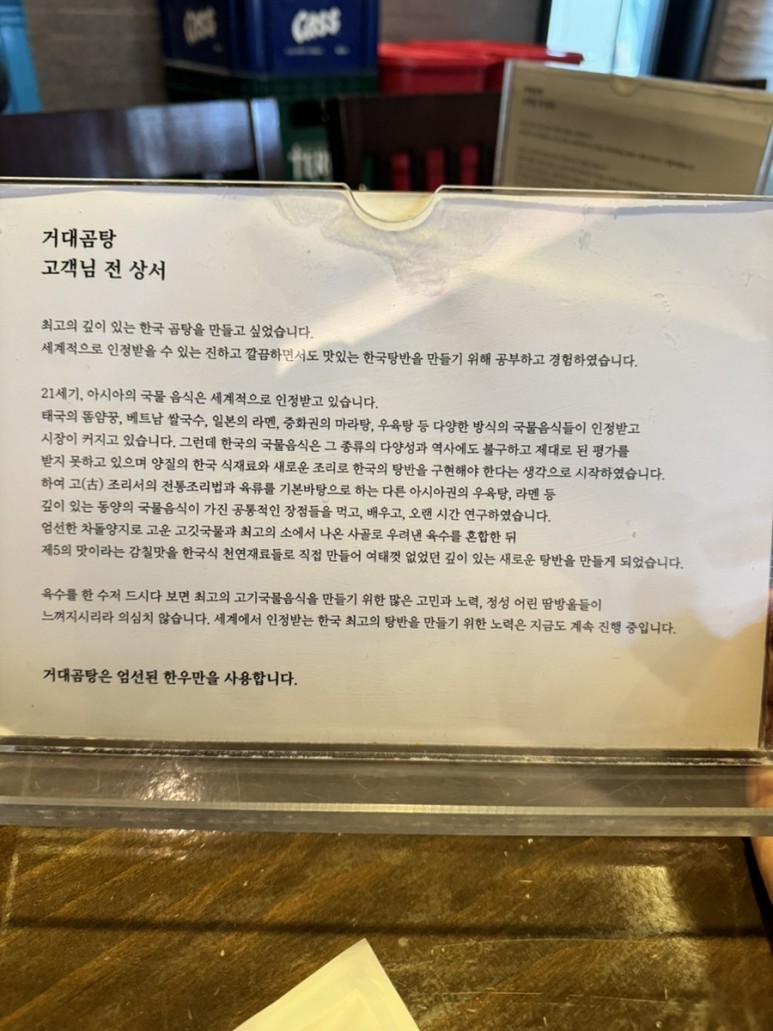 CASS
CASS
거대곰탕
고객님 전 상서
최고의 깊이 있는 한국 곰탕을 만들고 싶었습니다.
세계적으로 인정받을 수 있는 진하고 깔끔하면서도 맛있는 한국탕반을 만들기 위해 공부하고 경험하였습니다.
21세기, 아시아의 국물 음식은 세계적으로 인정받고 있습니다.
태국의 똠얌꿍, 베트남 쌀국수, 일본의 라멘, 중화권의 마라탕, 우육탕 등 다양한 방식의 국물음식들이 인정받고
시장이 커지고 있습니다. 그런데 한국의 국물음식은 그 종류의 다양성과 역사에도 불구하고 제대로 된 평가를
받지 못하고 있으며 양질의 한국 식재료와 새로운 조리로 한국의 탕반을 구현해야 한다는 생각으로 시작하였습니다.
하여 고(古) 조리서의 전통조리법과 육류를 기본바탕으로 하는 다른 아시아권의 우육탕, 라멘 등
깊이 있는 동양의 국물음식이 가진 공통적인 장점들을 먹고, 배우고, 오랜 시간 연구하였습니다.
엄선한 차돌양지로 고운 고깃국물과 최고의 소에서 나온 사골로 우려낸 육수를 혼합한 뒤
제5의 맛이라는 감칠맛을 한국식 천연재료들로 직접 만들어 여태껏 없었던 깊이 있는 새로운 탕반을 만들게 되었습니다.
육수를 한 수저 드시다 보면 최고의 고기국물음식을 만들기 위한 많은 고민과 노력, 정성 어린 땀방울들이
느껴지시리라 의심치 않습니다. 세계에서 인정받는 한국 최고의 탕반을 만들기 위한 노력은 지금도 계속 진행 중입니다.
거대곰탕은 엄선된 한우만을 사용합니다.